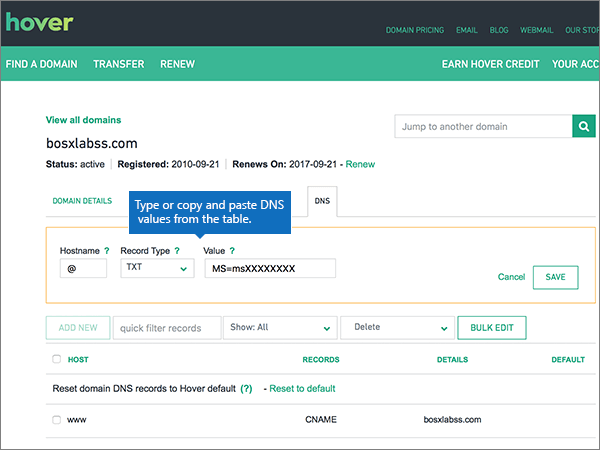 hover
DOMAIN PRICING EMAIL BLOG WEBMAIL OUR STOR
FIND A DOMAIN TRANSFER RENEW EARN HOVER CREDIT YOUR ACC
View all domains
bosxlabss.com
Jump to another domain
Status: active Registered: 2010-09-21 Renews On: 2017-09-21 - Renew
DOMAIN DETAILS
Type or copy and paste DNS
values from the table.
DNS
Hostname ? Record Type ? Value ?
@ TXT MS=msXXXXXXXX
Cancel SAVE
ADD NEW quick filter records Show: All Delete BULK EDIT
HOST RECORDS DETAILS DEFAULT
Reset domain DNS records to Hover default (?) - Reset to default
www CNAME bosxlabss.com